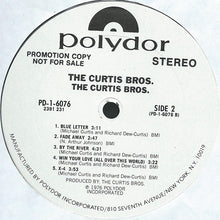 polydor
PROMOTION COPY
NOT FOR SALE
STEREO
THE CURTIS BROS.
THE CURTIS BROS.
PD-1-6076
2391 231
SIDE 2
(PD-1-6076 B)
1. BLUE LETTER 3:11
(Michael Curtis and Richard Dew-Curtis) (BMI)
2. FADE AWAY 3:47
(N. Arthur Johnson) (BMI)
3. BY THE RIVER 4:31
(Michael Curtis and Richard Dew-Curtis) (BMI)
4. WIN YOUR LOVE (ALL OVER THIS WORLD)
(Michael Curtis and Richard Dew-Curtis) (BMI)
5. X-4 3:53
(Michael Curtis and Richard Dew-Curtis) (BMI)
PRODUCED BY: THE CURTIS BROS.
℗ 1976 POLYDOR
INCORPORATED
MANUFACTURED BY POLYDOR INCORPORATED/810 SEVENTH AVENUE/NEW YORK, N.Y. 10019